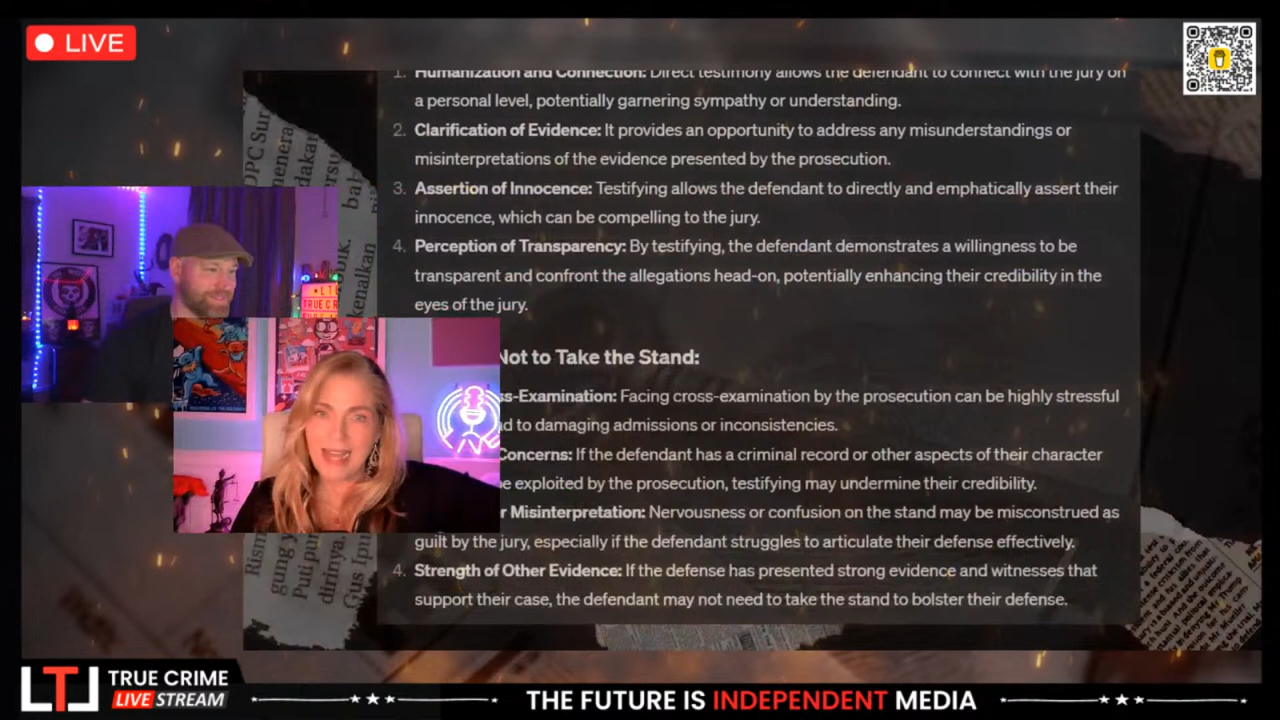 LIVE
1. Humanization and Connection: Direct testimony allows the defendant to connect with the jury on
a personal level, potentially garnering sympathy or understanding.
2. Clarification of Evidence: It provides an opportunity to address any misunderstandings or
misinterpretations of the evidence presented by the prosecution.
3. Assertion of Innocence: Testifying allows the defendant to directly and emphatically assert their
innocence, which can be compelling to the jury.
4. Perception of Transparency: By testifying, the defendant demonstrates a willingness to be
transparent and confront the allegations head-on, potentially enhancing their credibility in the
eyes of the jury.
Not to Take the Stand:
ss-Examination: Facing cross-examination by the prosecution can be highly stressful
d to damaging admissions or inconsistencies.
Concerns: If the defendant has a criminal record or other aspects of their character
e exploited by the prosecution, testifying may undermine their credibility.
r Misinterpretation: Nervousness or confusion on the stand may be misconstrued as
guilt by the jury, especially if the defendant struggles to articulate their defense effectively.
4. Strength of Other Evidence: If the defense has presented strong evidence and witnesses that
support their case, the defendant may not need to take the stand to bolster their defense.
kenalkan
dirinya.
Gus Ipu
LTL TRUE CRIME
LIVE STREAM
THE FUTURE IS INDEPENDENT MEDIA